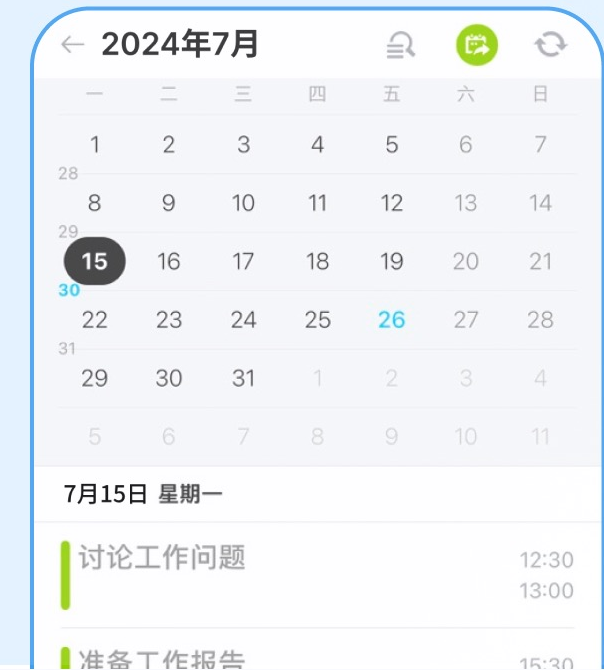 2024年7月
一 二 三 四 五 六 日
1 2 3 4 5 6 7
28
8 9 10 11 12 13 14
29
15 16 17 18 19 20 21
30
22 23 24 25 26 27 28
31
29 30 31 1 2 3 4
5 6 7 8 9 10 11
7月15日 星期一
讨论工作问题 12:30
13:00
准备工作报告 15:30